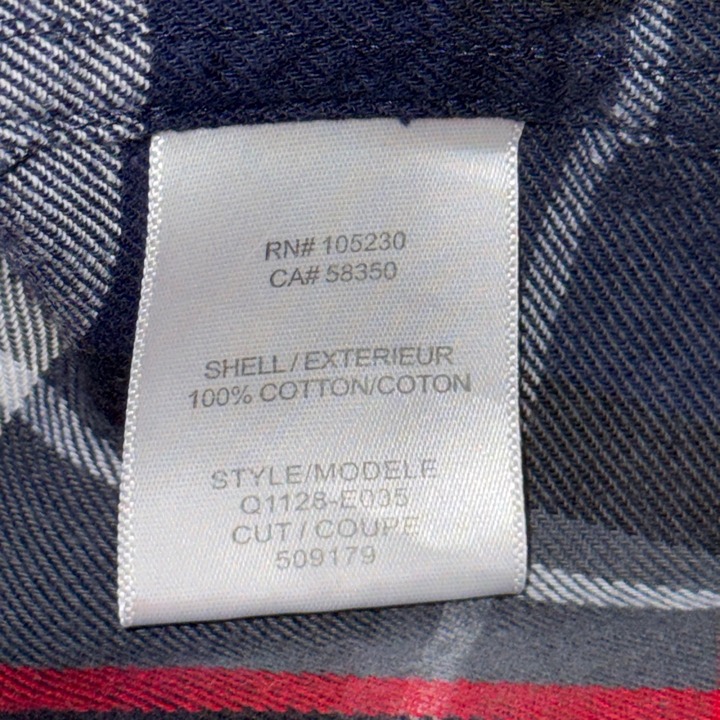 RN# 105230
CA# 58350
SHELL / EXTERIEUR
100% COTTON/COTON
STYLE/MODELE
Q1128-E035
CUT / COUPE
509179